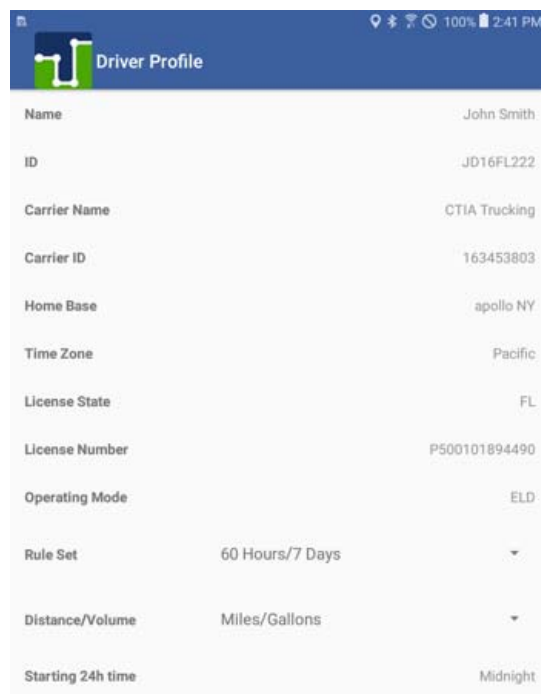 100% 2:41 PM
Driver Profile
Name John Smith
ID JD16FL222
Carrier Name CTIA Trucking
Carrier ID 163453803
Home Base apollo NY
Time Zone Pacific
License State FL
License Number P500101894490
Operating Mode ELD
Rule Set 60 Hours/7 Days
Distance/Volume Miles/Gallons
Starting 24h time Midnight